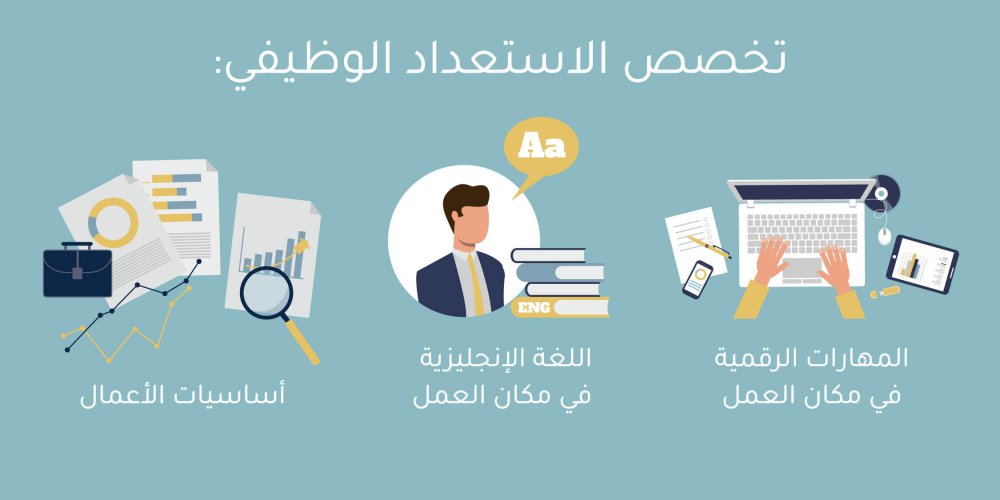 تخصص الاستعداد الوظيفي:
Aa
ENG
المهارات الرقمية
في مكان العمل
اللغة الإنجليزية
في مكان العمل
أساسيات الأعمال